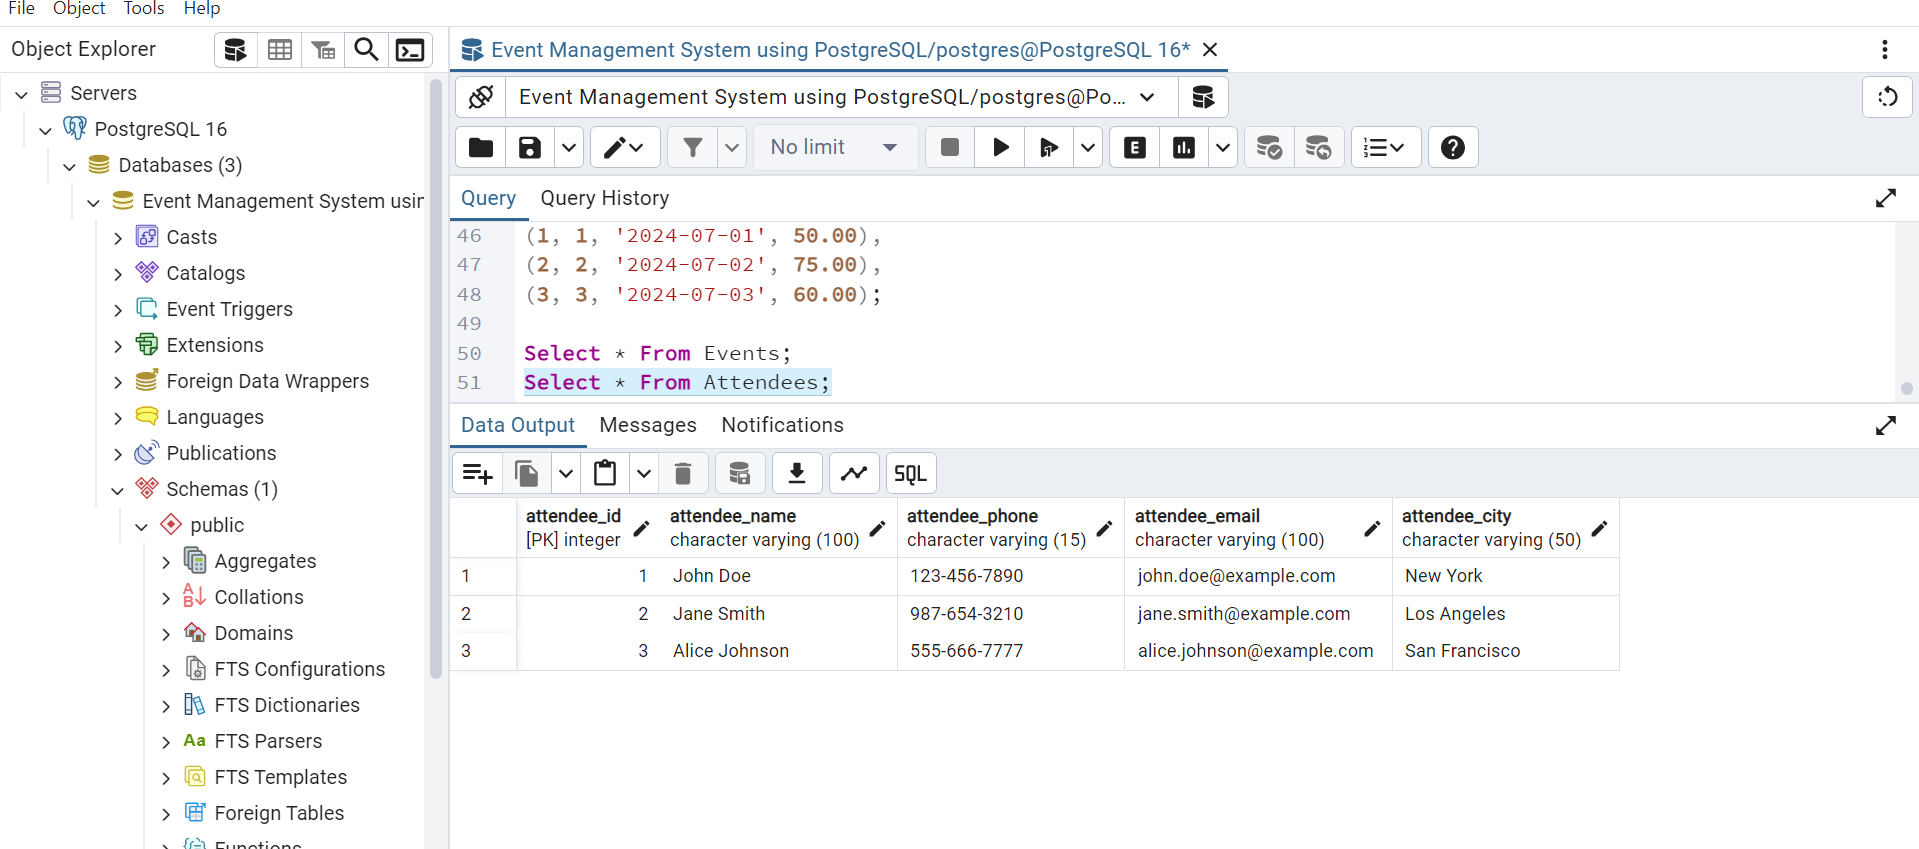 File Object Tools Help
Object Explorer
Servers
PostgreSQL 16
Databases (3)
Event Management System usin
Casts
Catalogs
Event Triggers
Extensions
Foreign Data Wrappers
Languages
Publications
Schemas (1)
public
Aggregates
Collations
Domains
FTS Configurations
FTS Dictionaries
Aa FTS Parsers
FTS Templates
Foreign Tables
Functions
Event Management System using PostgreSQL/postgres@PostgreSQL 16*
Event Management System using PostgreSQL/postgres@Po...
No limit E
Query Query History
46 (1, 1, '2024-07-01', 50.00),
47 (2, 2, '2024-07-02', 75.00),
48 (3, 3, '2024-07-03', 60.00);
49
50 Select * From Events;
51 Select * From Attendees;
Data Output Messages Notifications
SQL
attendee_id attendee_name attendee_phone attendee_email attendee_city
[PK] integer character varying (100) character varying (15) character varying (100) character varying (50)
1 1 John Doe 123-456-7890 john.doe@example.com New York
2 2 Jane Smith 987-654-3210 jane.smith@example.com Los Angeles
3 3 Alice Johnson 555-666-7777 alice.johnson@example.com San Francisco